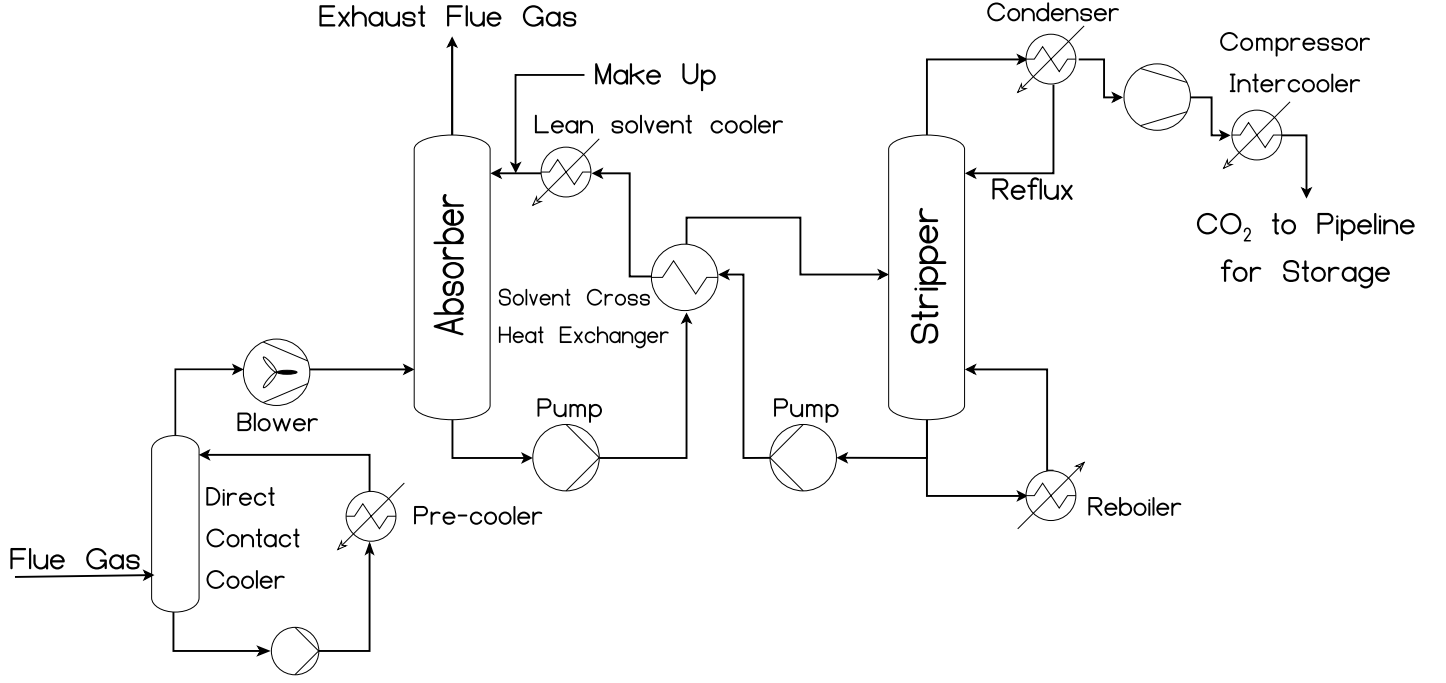 Exhaust Flue Gas
Condenser
Compressor
Intercooler
Make Up
Lean solvent cooler
Reflux
CO₂ to Pipeline
for Storage
Absorber
Stripper
Solvent Cross
Heat Exchanger
Blower
Pump
Pump
Direct
Contact
Cooler
Pre-cooler
Reboiler
Flue Gas